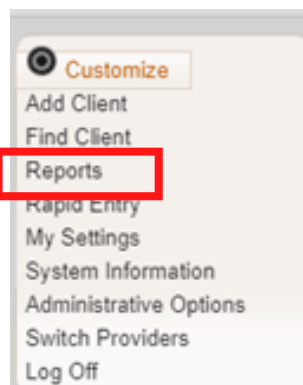 Customize
Add Client
Find Client
Reports
Rapid Entry
My Settings
System Information
Administrative Options
Switch Providers
Log Off